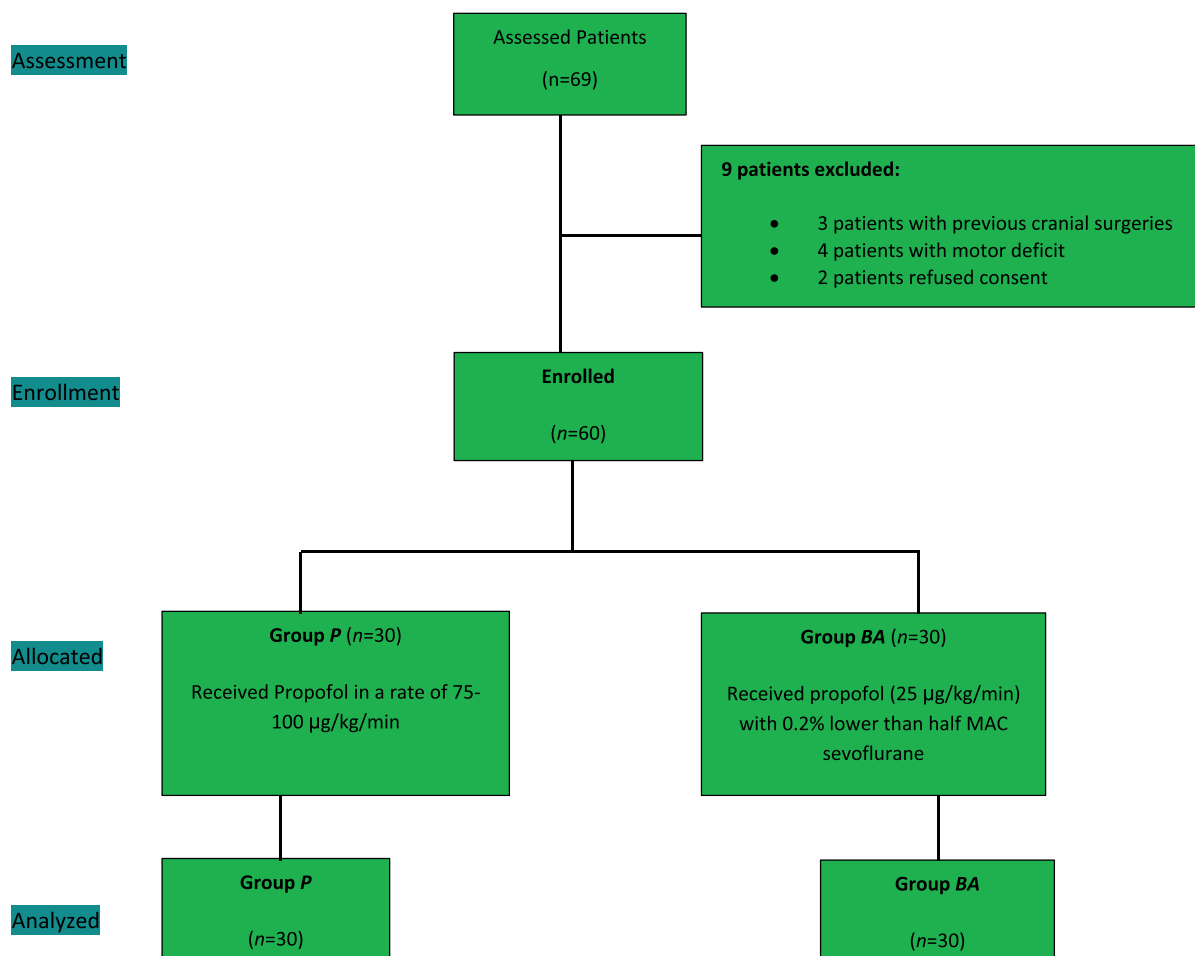 Assessment
Assessed Patients
(n=69)
9 patients excluded:
• 3 patients with previous cranial surgeries
• 4 patients with motor deficit
• 2 patients refused consent
Enrollment
Enrolled
(n=60)
Allocated
Group P (n=30)
Received Propofol in a rate of 75-
100 µg/kg/min
Group BA (n=30)
Received propofol (25 µg/kg/min)
with 0.2% lower than half MAC
sevoflurane
Analyzed
Group P
(n=30)
Group BA
(n=30)